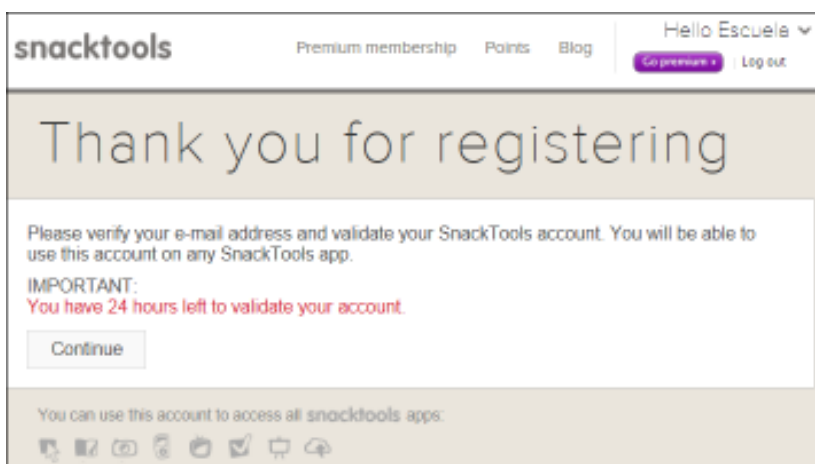 snacktools
Premium membership Points Blog
Hello Escuele
Go premium
Log out
Thank you for registering
Please verify your e-mail address and validate your SnackTools account. You will be able to
use this account on any SnackTools app.
IMPORTANT:
You have 24 hours left to validate your account.
Continue
You can use this account to access all snacktools apps: